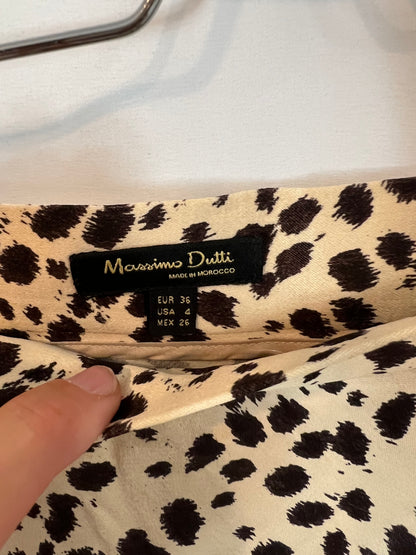 Massimo Dutti
MADE IN MOROCCO
EUR 36
USA 4
MEX 26